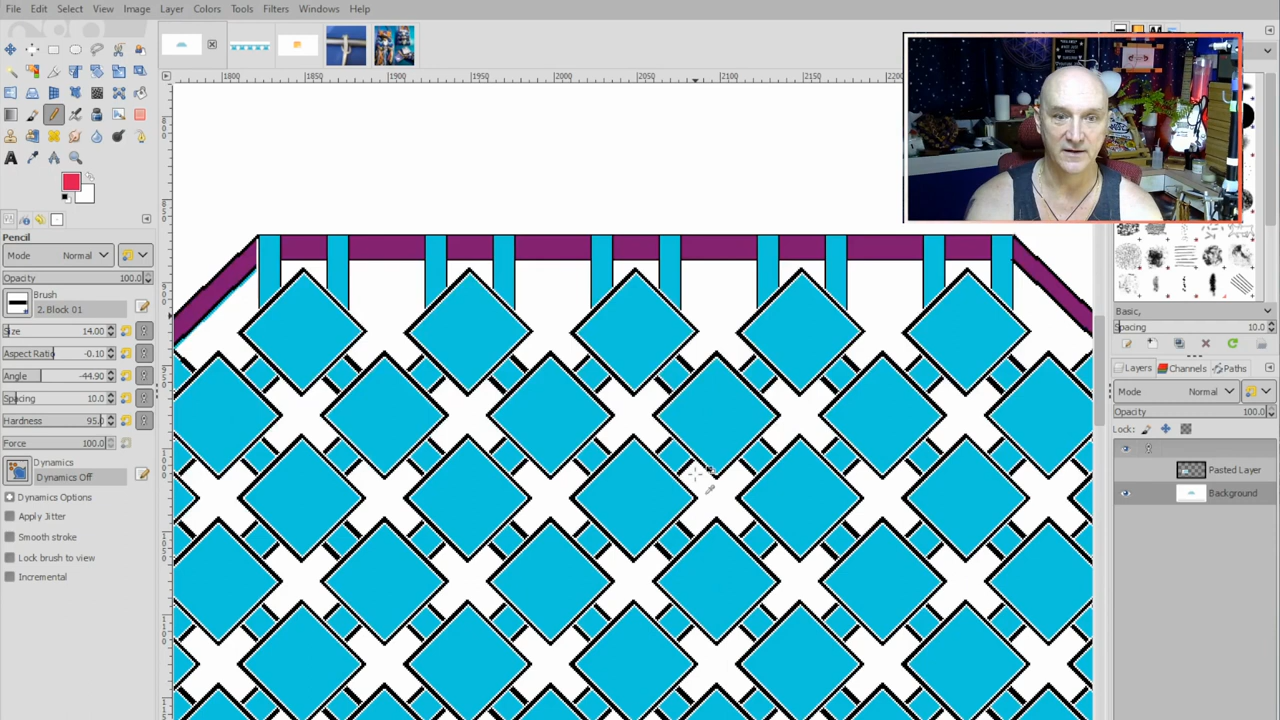 File Edit Select View Image Layer Colors Tools Filters Windows Help
1800 1850 1900 1950 2000 2050 2100 2150 2200
Pencil
Mode Normal
Opacity 100.0
Brush
2. Block 01
Size 14.00
Aspect Ratio -0.10
Angle -44.90
Spacing 10.0
Hardness 95.0
Force 100.0
Dynamics
Dynamics Off
Dynamics Options
Apply Jitter
Smooth stroke
Lock brush to view
Incremental
Basic,
Spacing 10.0
Layers Channels Paths
Mode Normal
Opacity 100.0
Lock:
Pasted Layer
Background